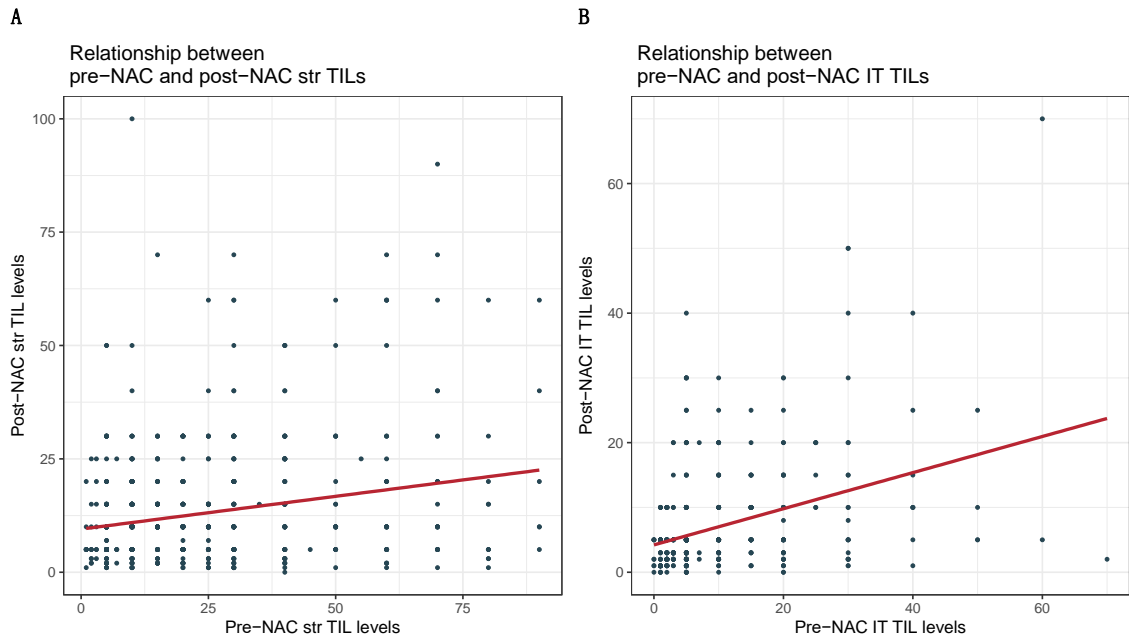 A
Relationship between
pre−NAC and post−NAC str TILs
100
75
50
25
0
Post−NAC str TIL levels
0 25 50 75
Pre−NAC str TIL levels
B
Relationship between
pre−NAC and post−NAC IT TILs
60
40
20
0
Post−NAC IT TIL levels
0 20 40 60
Pre−NAC IT TIL levels